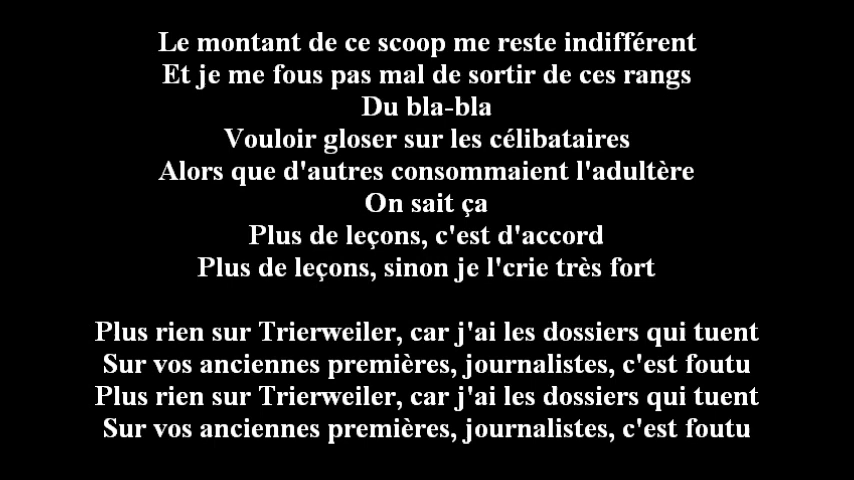 Le montant de ce scoop me reste indifférent
Et je me fous pas mal de sortir de ces rangs
Du bla-bla
Vouloir gloser sur les célibataires
Alors que d'autres consommaient l'adultère
On sait ça
Plus de leçons, c'est d'accord
Plus de leçons, sinon je l'crie très fort
Plus rien sur Trierweiler, car j'ai les dossiers qui tuent
Sur vos anciennes premières, journalistes, c'est foutu
Plus rien sur Trierweiler, car j'ai les dossiers qui tuent
Sur vos anciennes premières, journalistes, c'est foutu